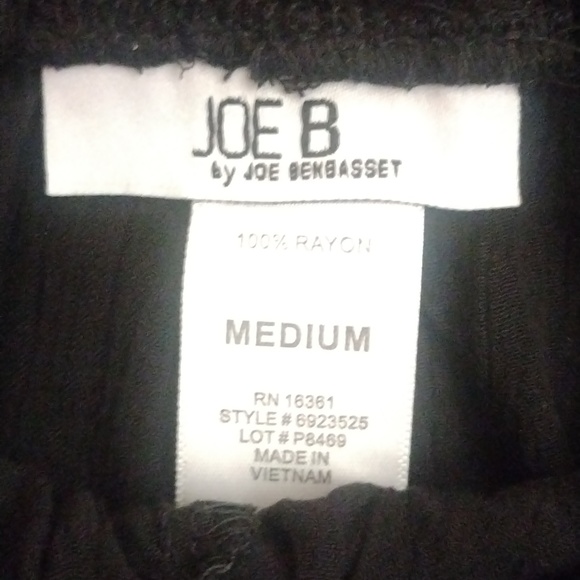 JOE B
by JOE BENBASSET
100% RAYON
MEDIUM
RN 16361
STYLE # 6923525
LOT # P8469
MADE IN
VIETNAM